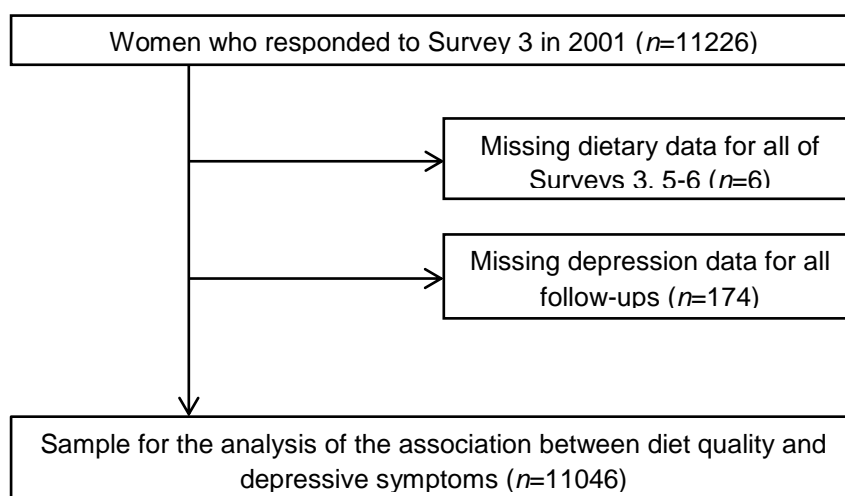 Women who responded to Survey 3 in 2001 (n=11226)
Missing dietary data for all of
Surveys 3, 5-6 (n=6)
Missing depression data for all
follow-ups (n=174)
Sample for the analysis of the association between diet quality and
depressive symptoms (n=11046)